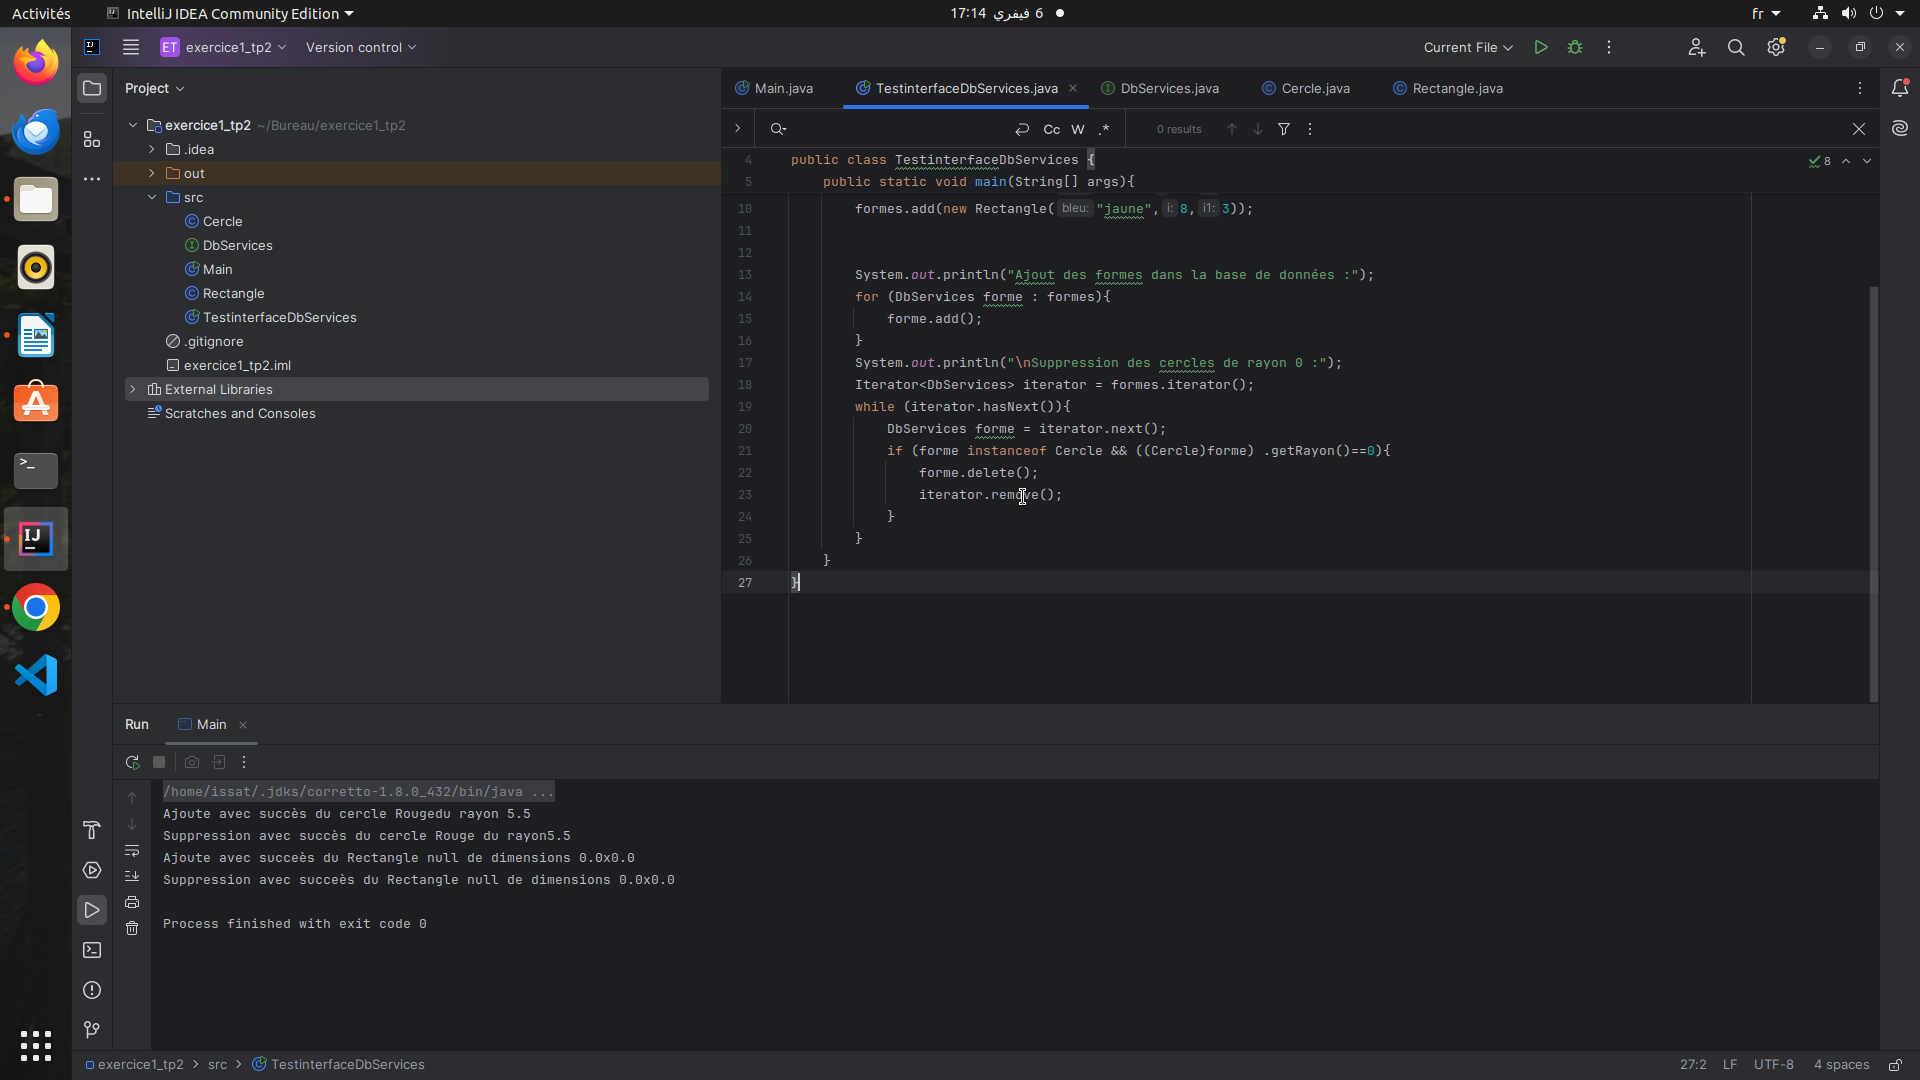 Activités
IntelliJ IDEA Community Edition
6 فيفري 17:14
fr
ET exercice1_tp2
Version control
Current File
Project
exercice1_tp2 ~/Bureau/exercice1_tp2
.idea
out
src
Cercle
DbServices
Main
Rectangle
TestinterfaceDbServices
.gitignore
exercice1_tp2.iml
External Libraries
Scratches and Consoles
Main.java
TestinterfaceDbServices.java
DbServices.java
Cercle.java
Rectangle.java
Cc W .*
0 results
8
4 public class TestinterfaceDbServices {
5 public static void main(String[] args){
10 formes.add(new Rectangle( bleu: "jaune", i: 8, i1: 3));
11
12
13 System.out.println("Ajout des formes dans la base de données :");
14 for (DbServices forme : formes){
15 forme.add();
16 }
17 System.out.println("\nSuppression des cercles de rayon 0 :");
18 Iterator<DbServices> iterator = formes.iterator();
19 while (iterator.hasNext()){
20 DbServices forme = iterator.next();
21 if (forme instanceof Cercle && ((Cercle)forme) .getRayon()==0){
22 forme.delete();
23 iterator.remove();
24 }
25 }
26 }
27 }
Run
Main
/home/issat/.jdks/corretto-1.8.0_432/bin/java ...
Ajoute avec succès du cercle Rougedu rayon 5.5
Suppression avec succès du cercle Rouge du rayon5.5
Ajoute avec succeès du Rectangle null de dimensions 0.0x0.0
Suppression avec succeès du Rectangle null de dimensions 0.0x0.0
Process finished with exit code 0
exercice1_tp2 > src > TestinterfaceDbServices
27:2 LF UTF-8 4 spaces